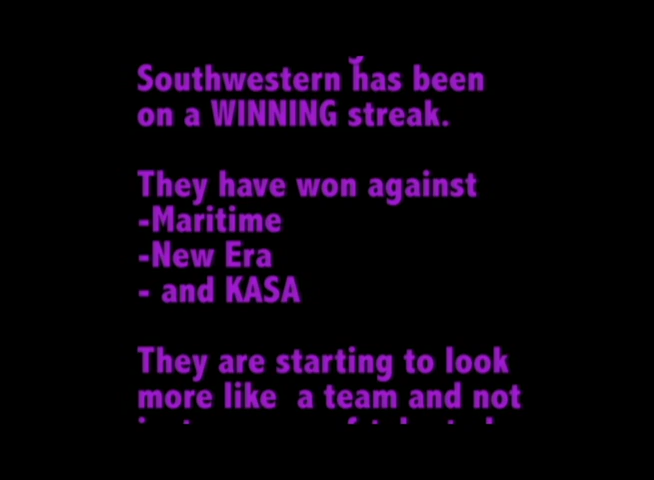 Southwestern has been
on a WINNING streak.
They have won against
-Maritime
-New Era
- and KASA
They are starting to look
more like a team and not